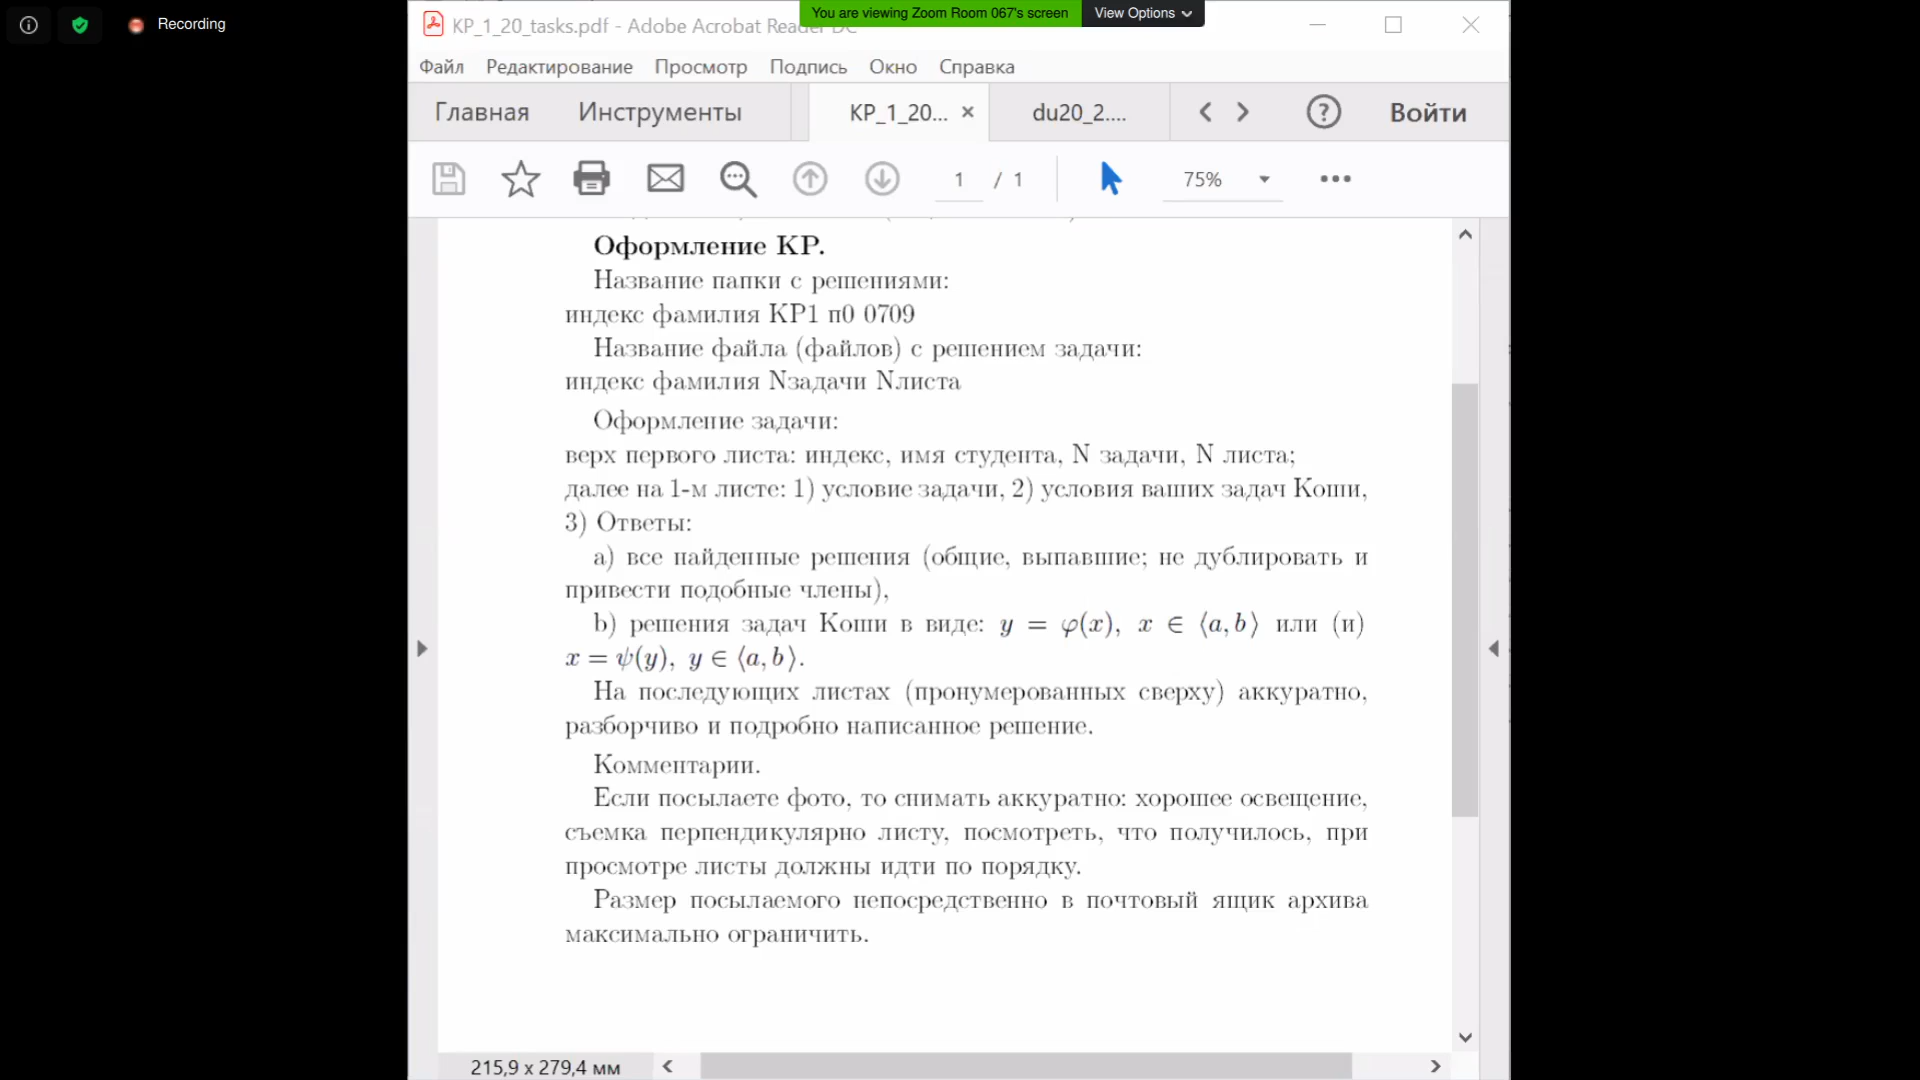 Recording
You are viewing Zoom Room 067's screen
View Options
KP_1_20_tasks.pdf - Adobe Acrobat Reader DC
Файл Редактирование Просмотр Подпись Окно Справка
Главная Инструменты KP_1_20... × du20_2.... Войти
1 / 1 75%
Оформление КР.
Название папки с решениями:
индекс фамилия КР1 п0 0709
Название файла (файлов) с решением задачи:
индекс фамилия Nзадачи Nлиста
Оформление задачи:
верх первого листа: индекс, имя студента, N задачи, N листа;
далее на 1-м листе: 1) условие задачи, 2) условия ваших задач Коши,
3) Ответы:
a) все найденные решения (общие, выпавшие; не дублировать и
привести подобные члены),
b) решения задач Коши в виде: y = φ(x), x ∈ ⟨a, b⟩ или (и)
x = ψ(y), y ∈ ⟨a, b⟩.
На последующих листах (пронумерованных сверху) аккуратно,
разборчиво и подробно написанное решение.
Комментарии.
Если посылаете фото, то снимать аккуратно: хорошее освещение,
съемка перпендикулярно листу, посмотреть, что получилось, при
просмотре листы должны идти по порядку.
Размер посылаемого непосредственно в почтовый ящик архива
максимально ограничить.
215,9 x 279,4 мм